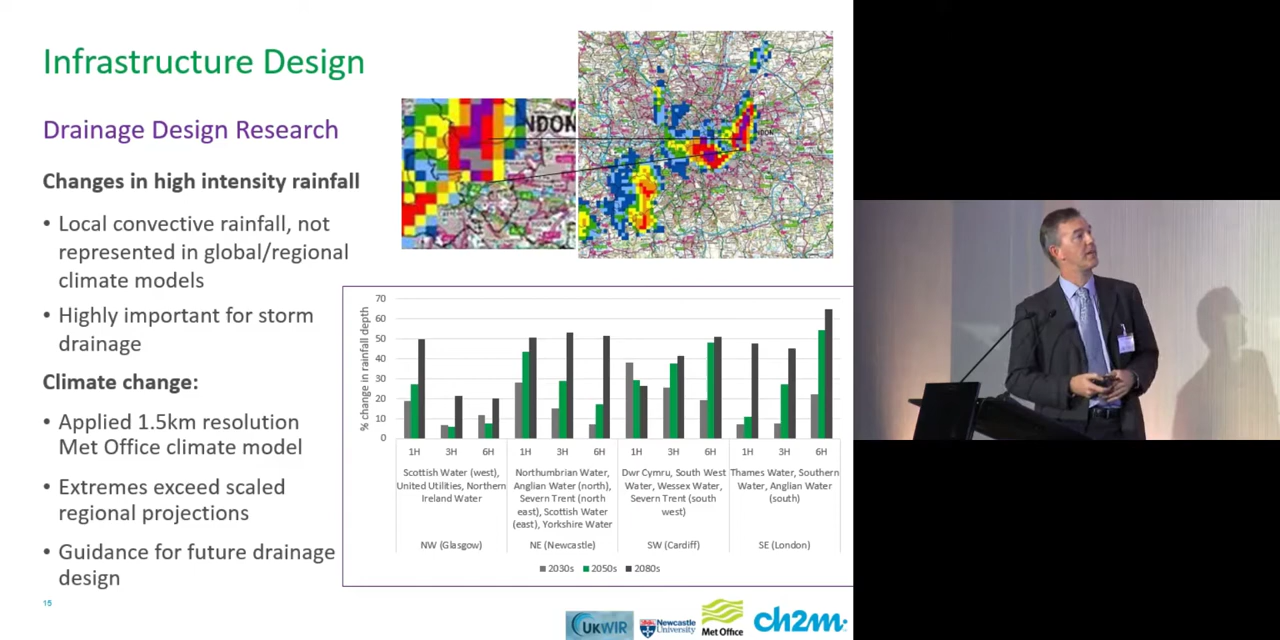 Infrastructure Design
Drainage Design Research
Changes in high intensity rainfall
• Local convective rainfall, not
represented in global/regional
climate models
• Highly important for storm
drainage
Climate change:
• Applied 1.5km resolution
Met Office climate model
• Extremes exceed scaled
regional projections
• Guidance for future drainage
design
15
NDON
% change in rainfall depth
70
60
50
40
30
20
10
0
1H 3H 6H 1H 3H 6H 1H 3H 6H 1H 3H 6H
Scottish Water (west),
United Utilities, Northern
Ireland Water
Northumbrian Water,
Anglian Water (north),
Severn Trent (north
east), Scottish Water
(east), Yorkshire Water
Dwr Cymru, South West
Water, Wessex Water,
Severn Trent (south
west)
Thames Water, Southern
Water, Anglian Water
(south)
NW (Glasgow) NE (Newcastle) SW (Cardiff) SE (London)
2030s 2050s 2080s
UKWIR
Newcastle
University
Met Office
ch2m